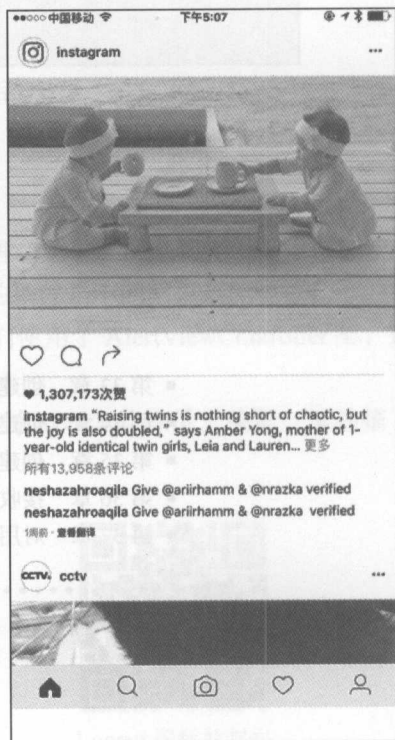 中国移动 下午5:07
instagram
1,307,173次赞
instagram “Raising twins is nothing short of chaotic, but
the joy is also doubled,” says Amber Yong, mother of 1-
year-old identical twin girls, Leia and Lauren... 更多
所有13,958条评论
neshazahroaqila Give @ariirhamm & @nrazka verified
neshazahroaqila Give @ariirhamm & @nrazka verified
1周前 · 查看翻译
CCTV. cctv